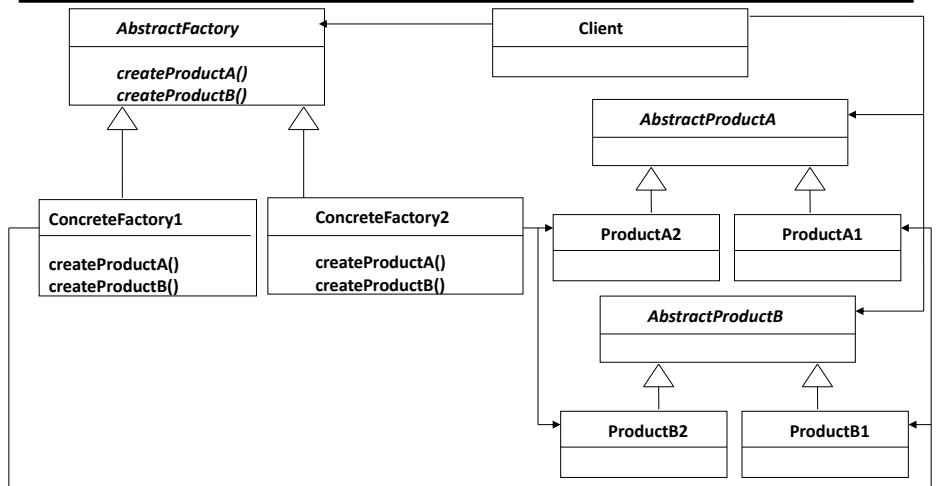 AbstractFactory
createProductA()
createProductB()
Client
AbstractProductA
ConcreteFactory1
createProductA()
createProductB()
ConcreteFactory2
createProductA()
createProductB()
ProductA2
ProductA1
AbstractProductB
ProductB2
ProductB1